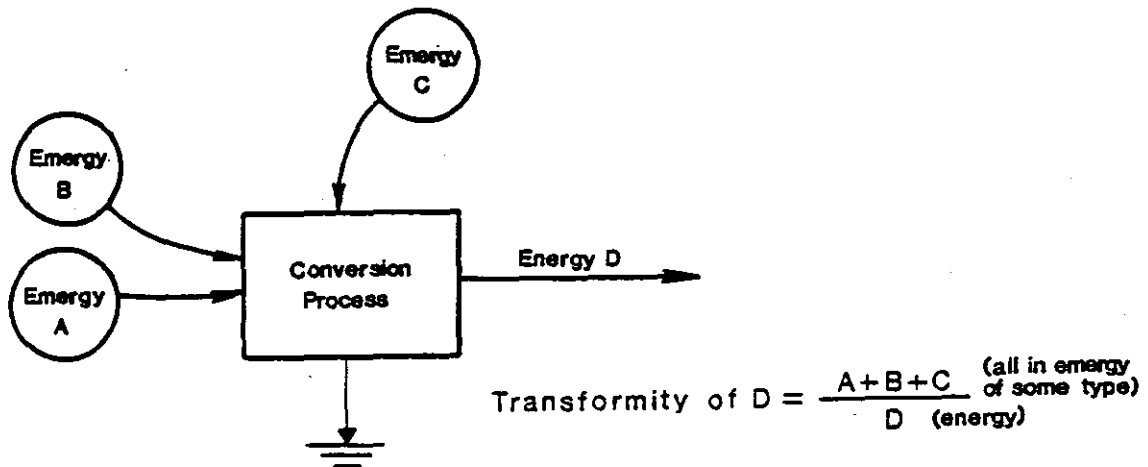 Emergy
C
Emergy
B
Emergy
A
Conversion
Process
Energy D
Transformity of D = A+B+C (all in emergy of some type)
D (energy)